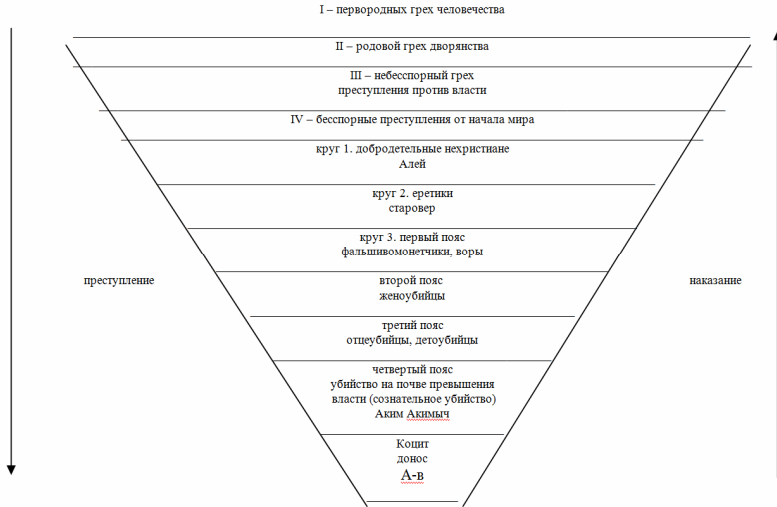 I – первородных грех человечества
II – родовой грех дворянства
III – небесспорный грех
преступления против власти
IV – бесспорные преступления от начала мира
круг 1. добродетельные нехристиане
Алей
круг 2. еретики
старовер
круг 3. первый пояс
фальшивомонетчики, воры
преступление
второй пояс
женоубийцы
наказание
третий пояс
отцеубийцы, детоубийцы
четвертый пояс
убийство на почве превышения
власти (сознательное убийство)
Аким Акимыч
Коцит
донос
А-в